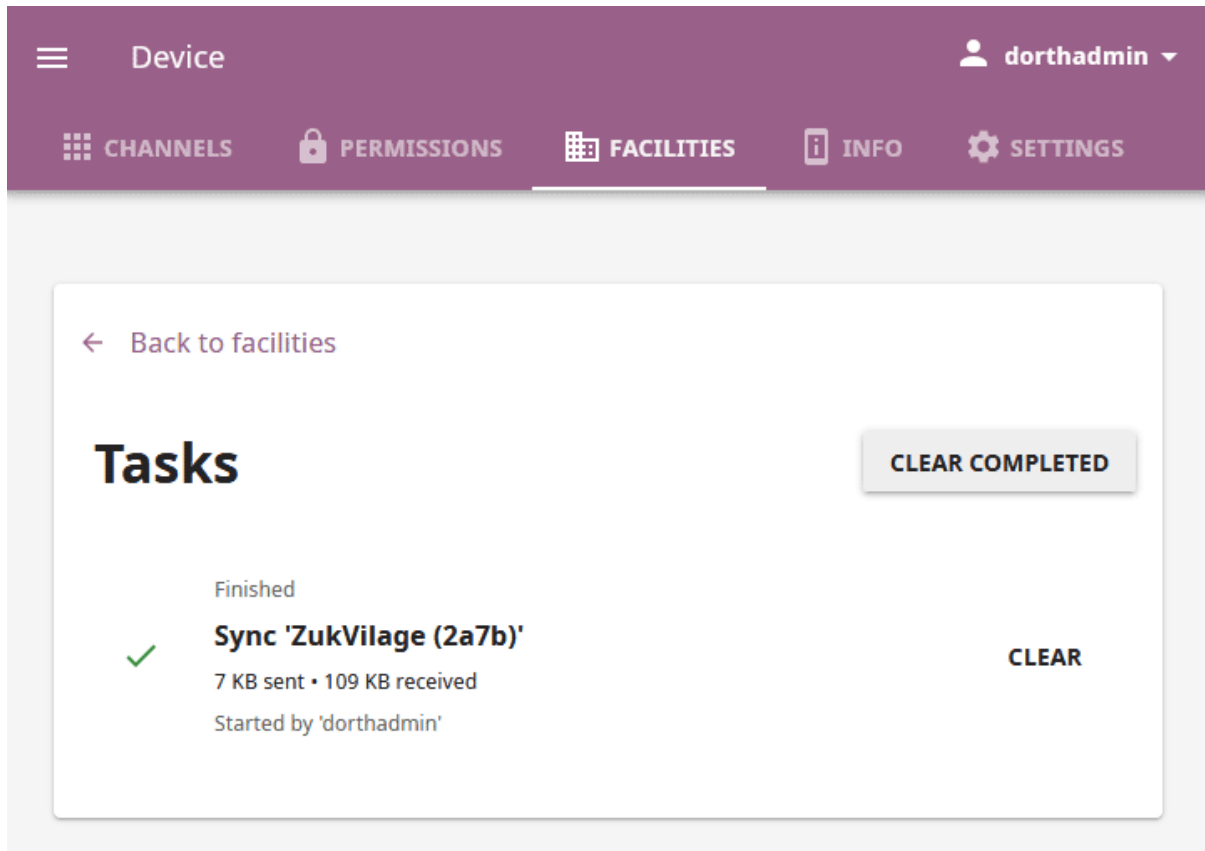 Device
dorthadmin
CHANNELS PERMISSIONS FACILITIES INFO SETTINGS
Back to facilities
Tasks
CLEAR COMPLETED
Finished
Sync 'ZukVilage (2a7b)'
7 KB sent • 109 KB received
Started by 'dorthadmin'
CLEAR